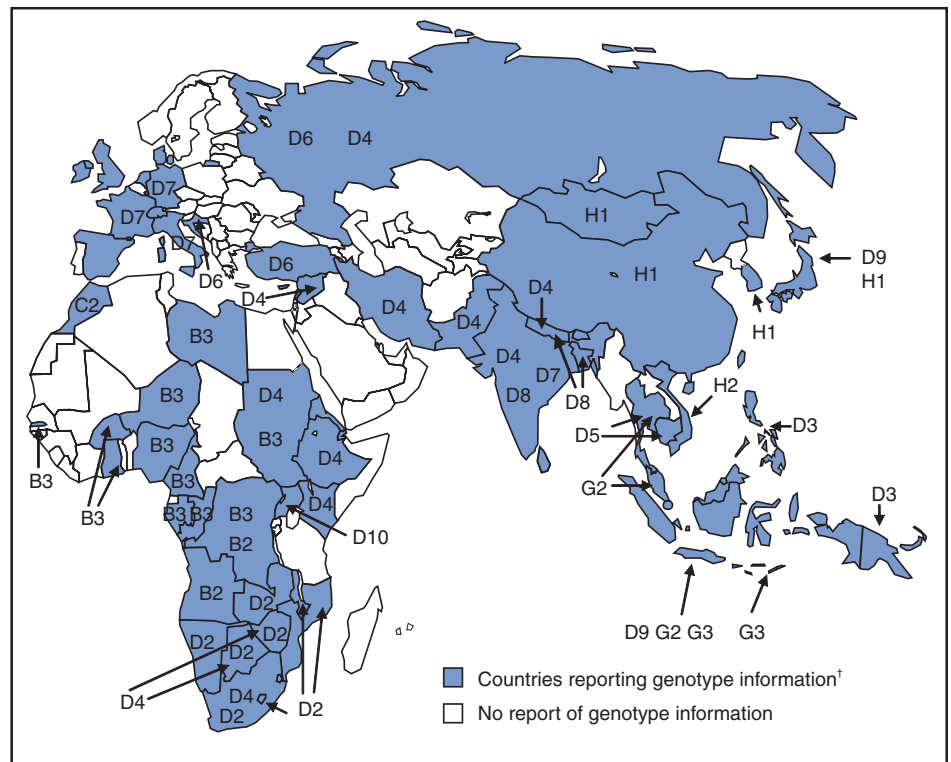 D6 D4
D7
D7
D7
D6
D6
D4
C2
B3
D4
D4
D4
D4
D7
D8
D8
H1
H1
H1
D9
H1
H2
D5
G2
D3
D3
D9 G2 G3
G3
B3
B3
B3
B3
B3
D4
B3
D4
D4
D10
B3
B3
B3
B3
B2
B2
D2
D2
D2
D2
D4
D4
D2
D2
Countries reporting genotype information†
No report of genotype information